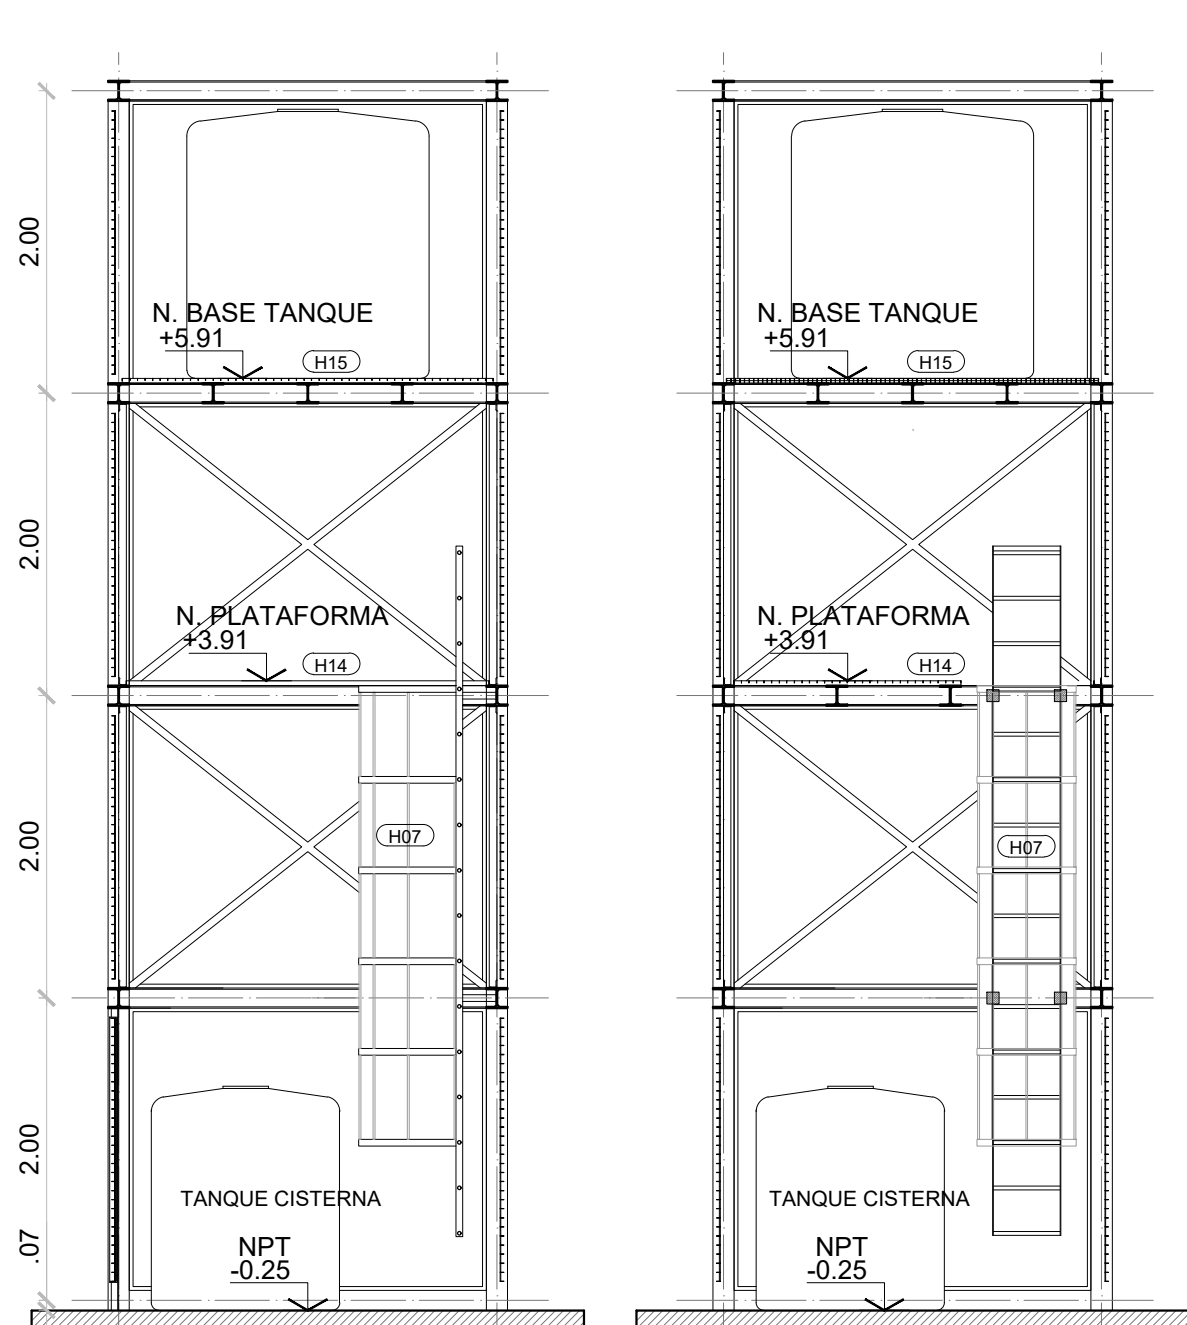 2.00
N. BASE TANQUE
+5.91
H15
N. BASE TANQUE
+5.91
H15
2.00
N. PLATAFORMA
+3.91
H14
N. PLATAFORMA
+3.91
H14
2.00
H07
H07
2.00
TANQUE CISTERNA
TANQUE CISTERNA
.07
NPT
-0.25
NPT
-0.25